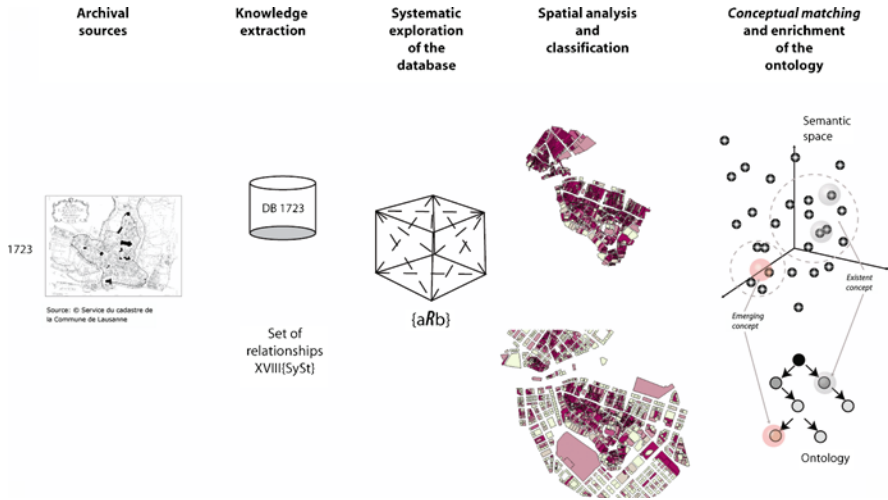 Archival
sources
Knowledge
extraction
Systematic
exploration
of the
database
Spatial analysis
and
classification
Conceptual matching
and enrichment
of the
ontology
1723
Source: © Service du cadastre de
la Commune de Lausanne
DB 1723
Set of
relationships
XVIII{SySt}
{aRb}
Semantic
space
Existent
concept
Emerging
concept
Ontology